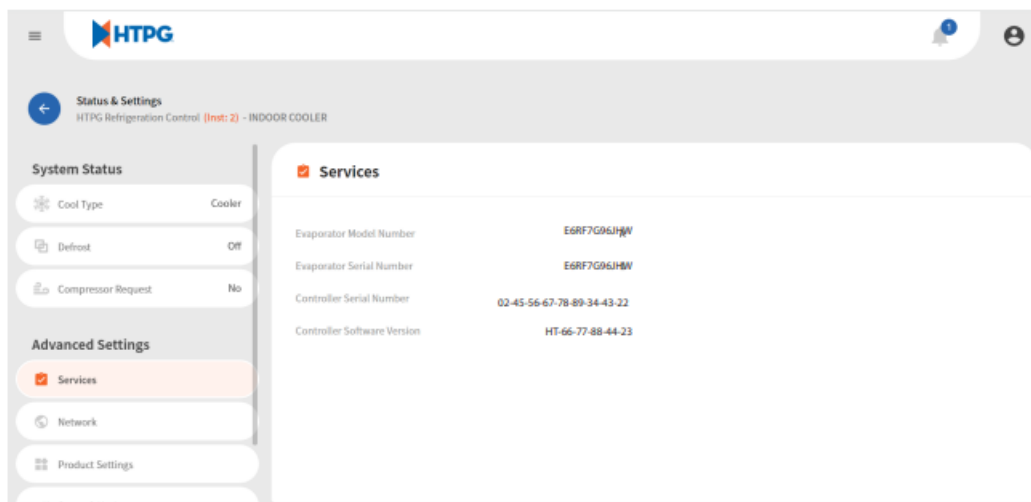 HTPG
1
Status & Settings
HTPG Refrigeration Control (Inst: 2) - INDOOR COOLER
System Status
Cool Type Cooler
Defrost Off
Compressor Request No
Advanced Settings
Services
Network
Product Settings
Services
Evaporator Model Number
Evaporator Serial Number
Controller Serial Number 02-45-56-67-78-89-34-43-22
Controller Software Version HT-66-77-88-44-23